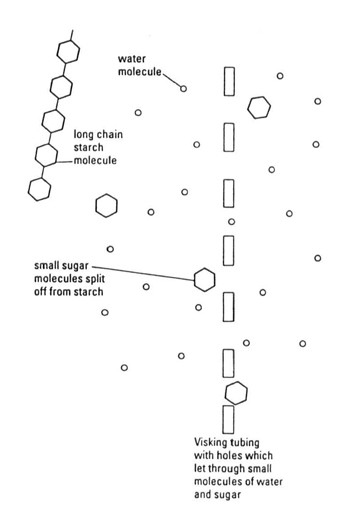 water
molecule
long chain
starch
molecule
small sugar
molecules split
off from starch
Visking tubing
with holes which
let through small
molecules of water
and sugar